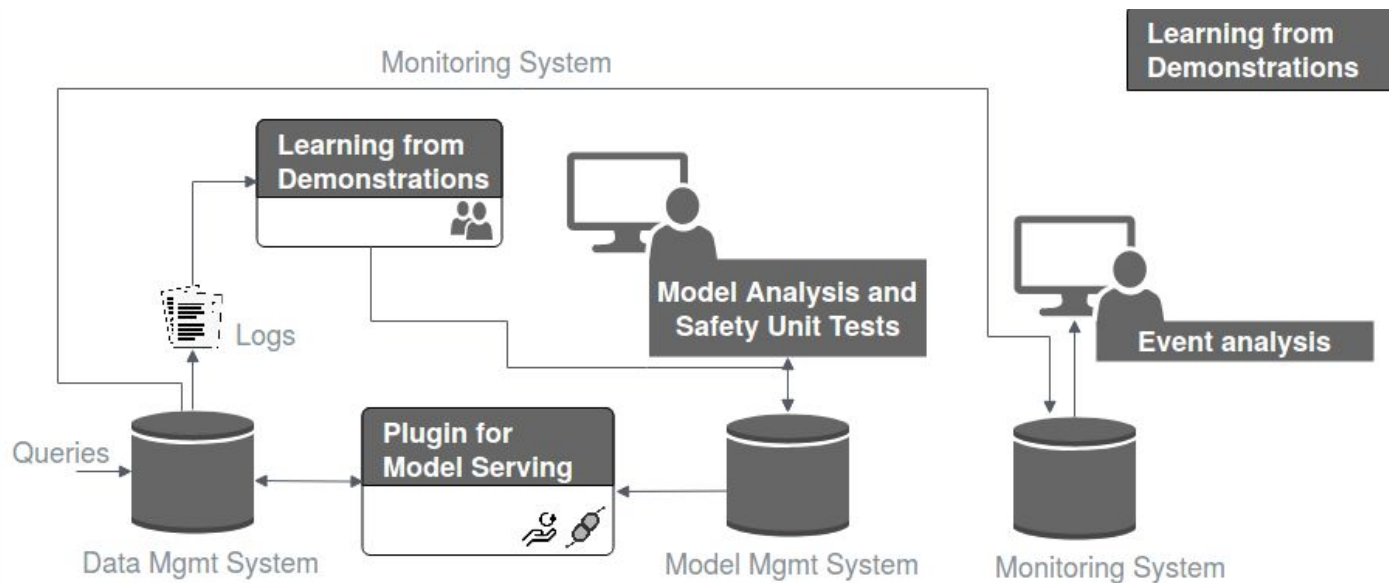 Learning from
Demonstrations
Monitoring System
Learning from
Demonstrations
Model Analysis and
Safety Unit Tests
Event analysis
Logs
Queries
Plugin for
Model Serving
Data Mgmt System
Model Mgmt System
Monitoring System